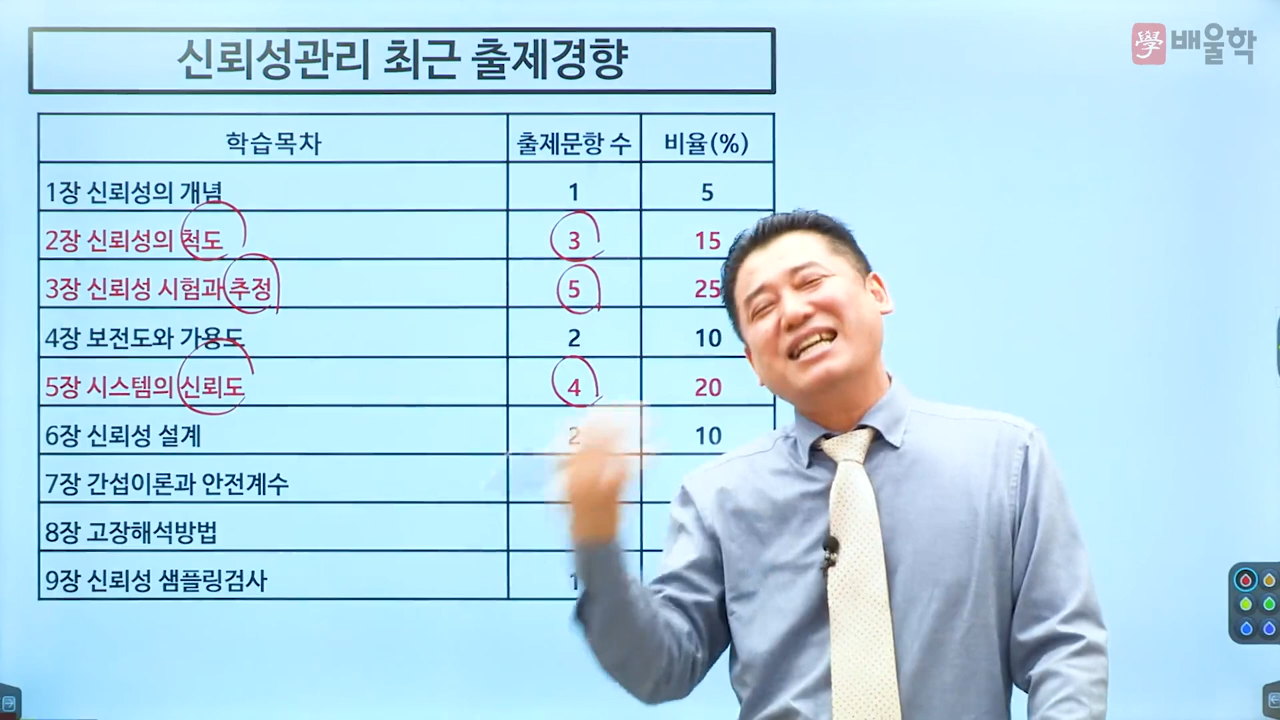 學 배울학
신뢰성관리 최근 출제경향
학습목차 출제문항 수 비율(%)
1장 신뢰성의 개념 1 5
2장 신뢰성의 척도 3 15
3장 신뢰성 시험과 추정 5 25
4장 보전도와 가용도 2 10
5장 시스템의 신뢰도 4 20
6장 신뢰성 설계 2 10
7장 간섭이론과 안전계수
8장 고장해석방법
9장 신뢰성 샘플링검사 1